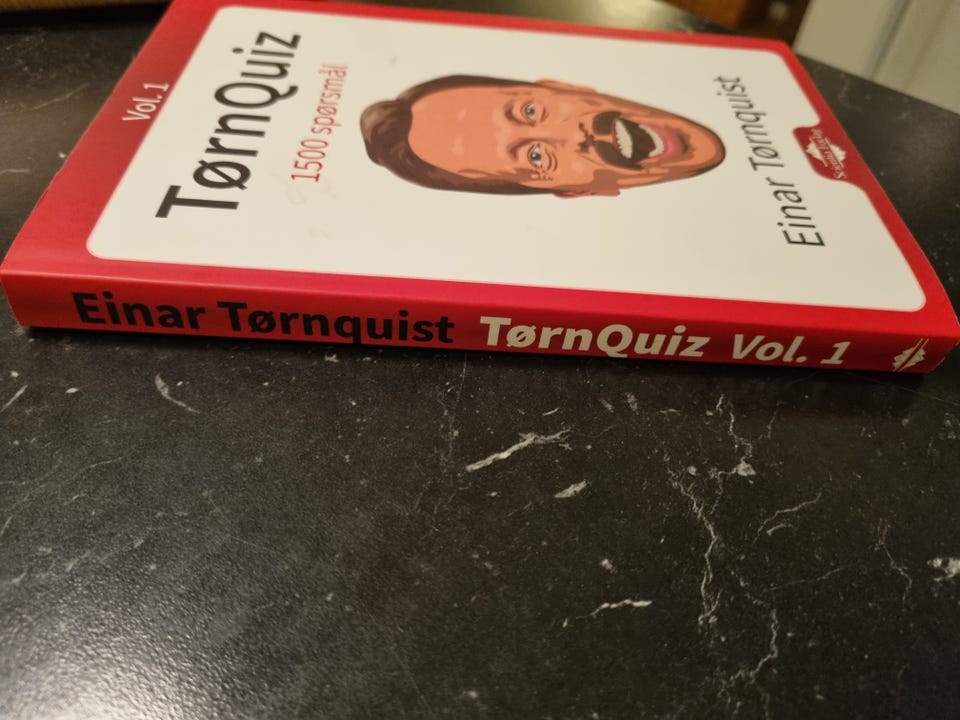 Vol. 1
TørnQuiz
1500 spørsmål
Einar Tørnquist
Einar Tørnquist TørnQuiz Vol. 1